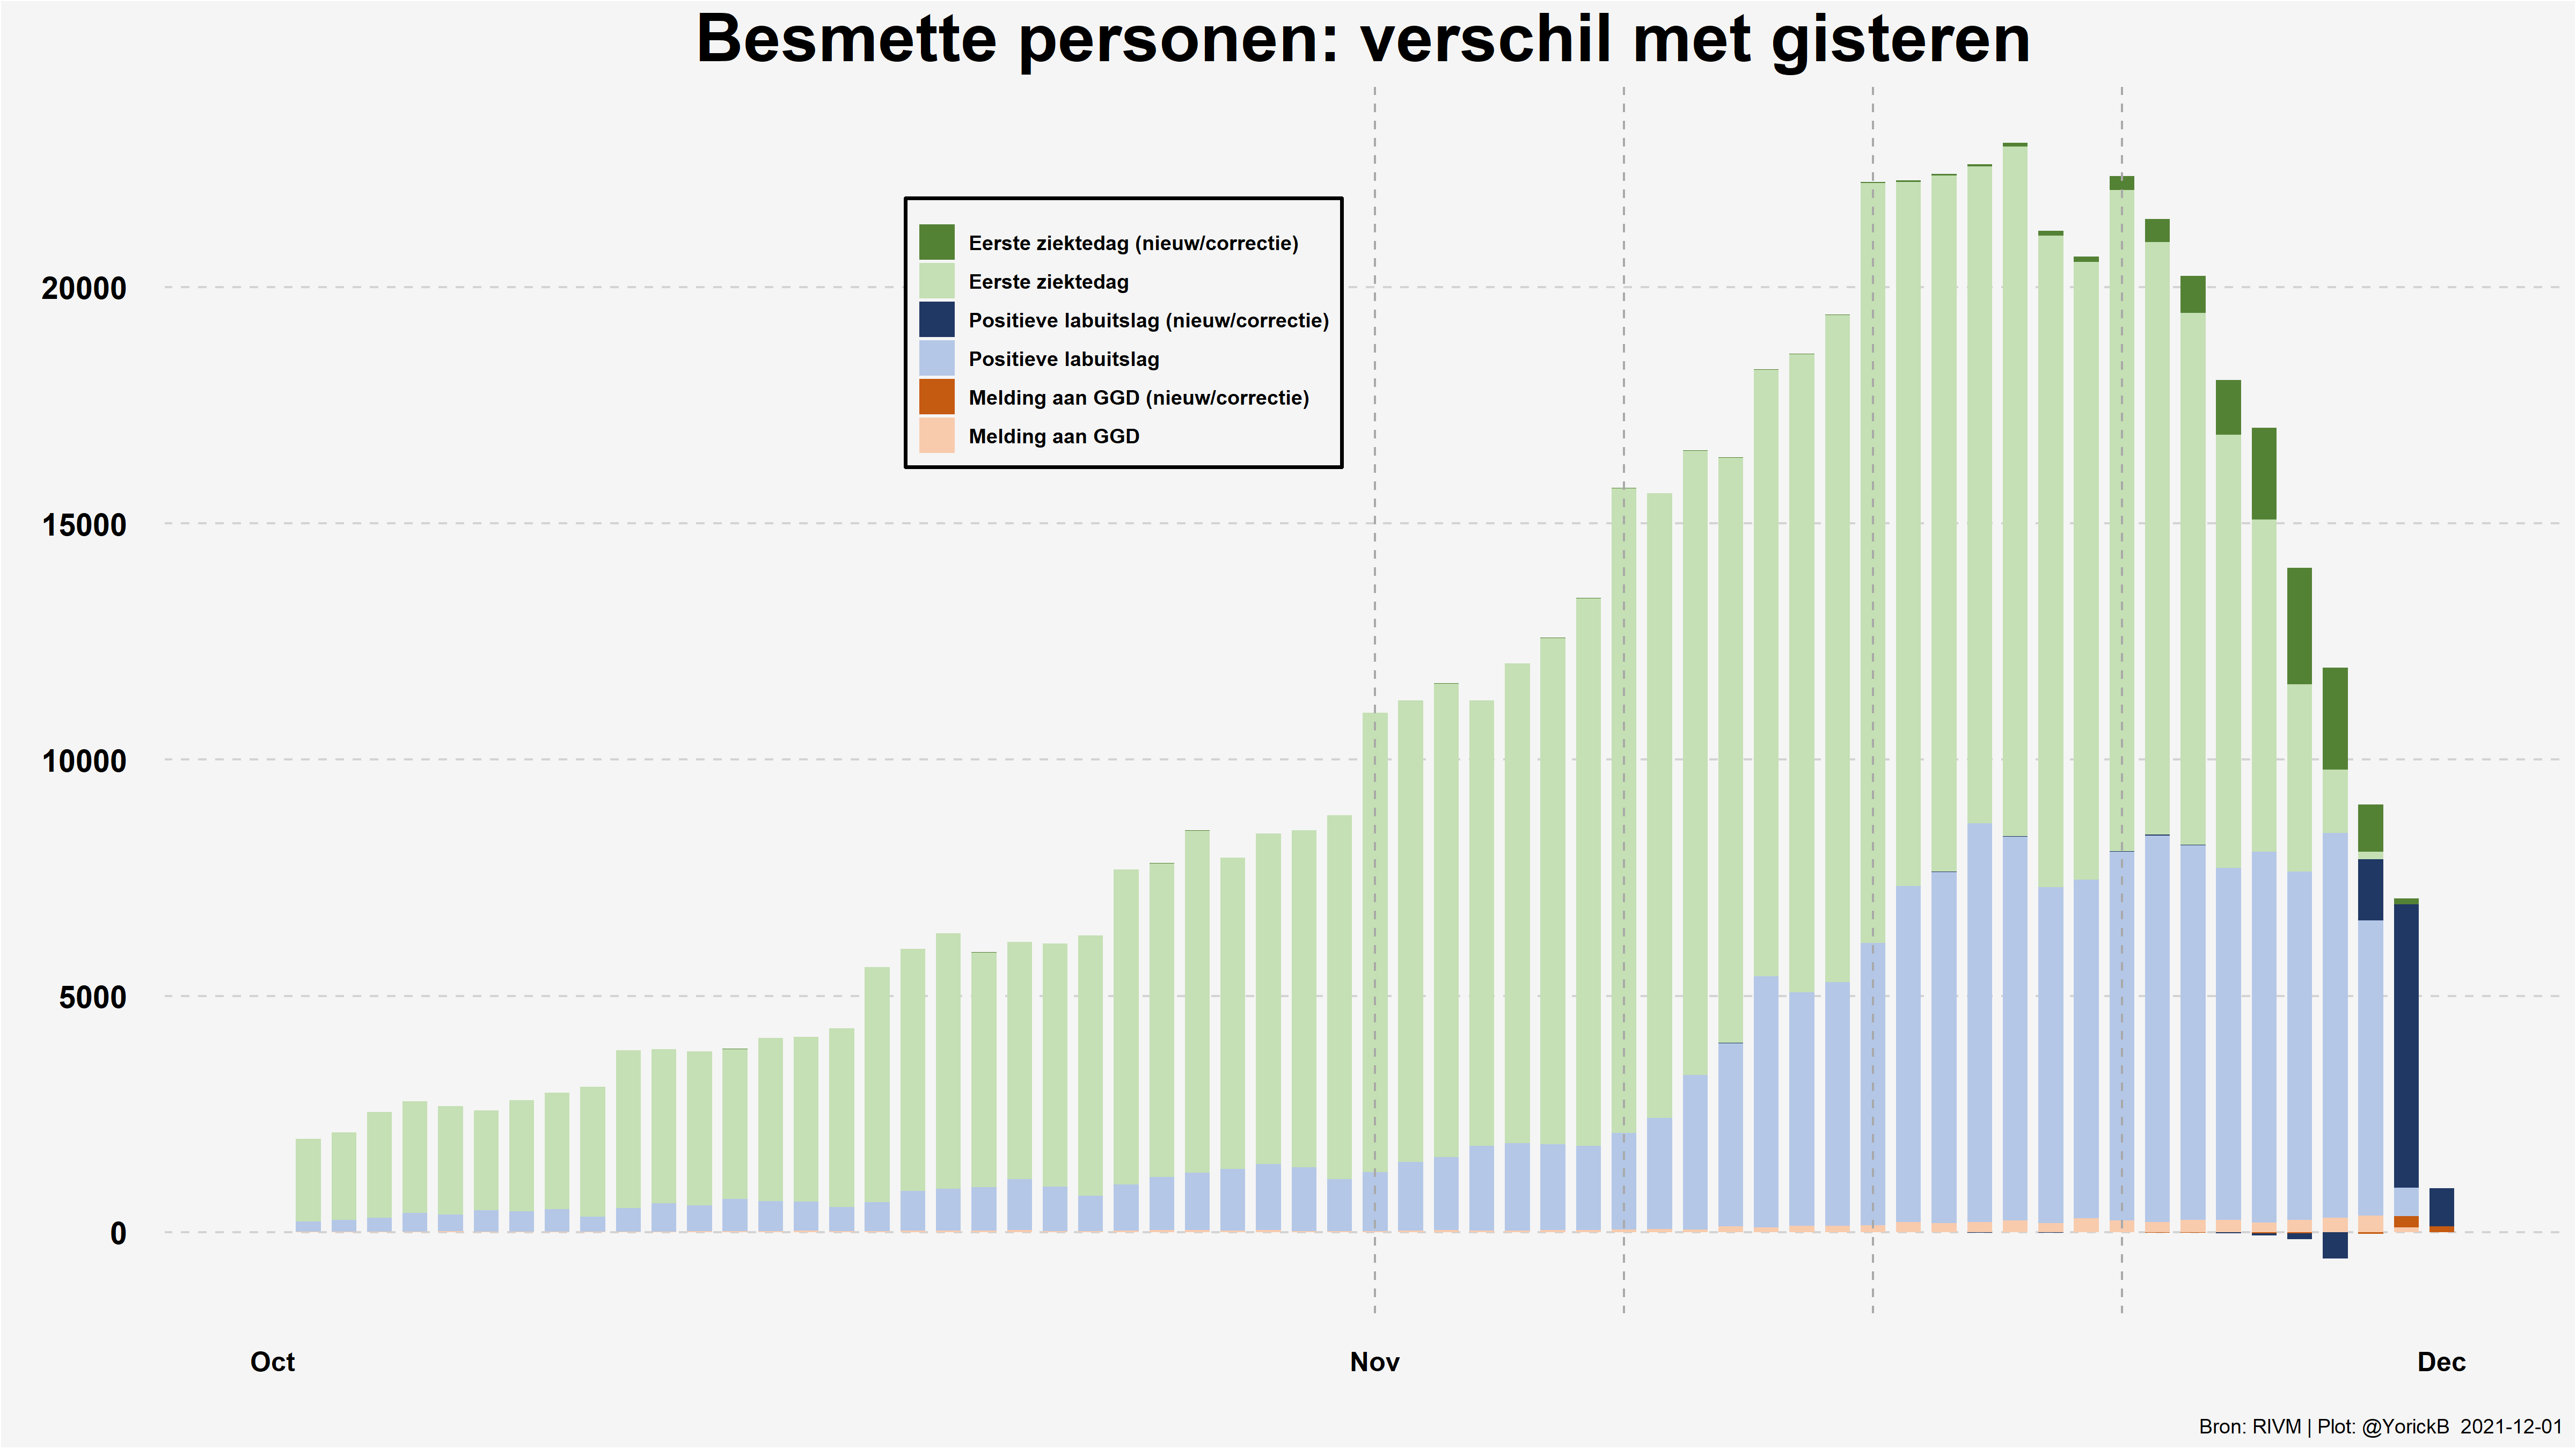 Besmette personen: verschil met gisteren
Eerste ziektedag (nieuw/correctie)
Eerste ziektedag
Positieve labuitslag (nieuw/correctie)
Positieve labuitslag
Melding aan GGD (nieuw/correctie)
Melding aan GGD
20000
15000
10000
5000
0
Oct Nov Dec
Bron: RIVM | Plot: @YorickB 2021-12-01